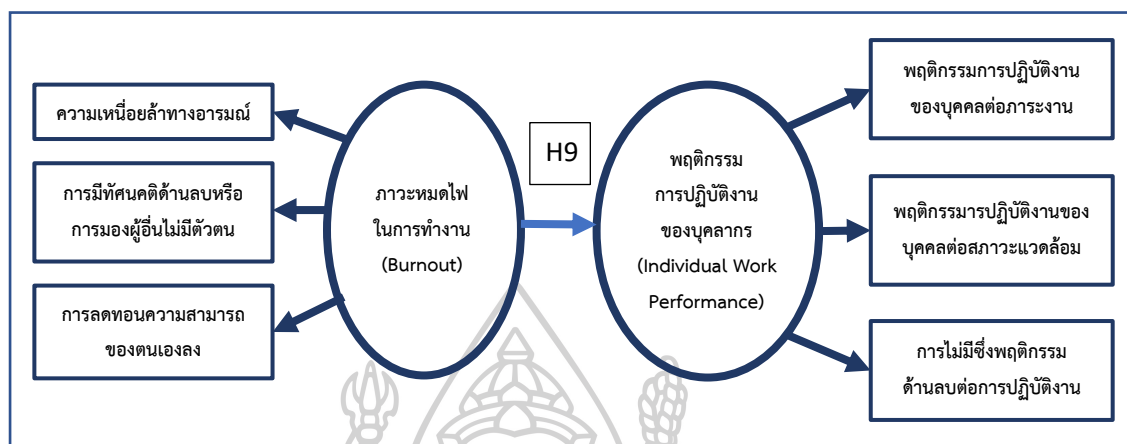 ความเหนื่อยล้าทางอารมณ์
การมีทัศนคติด้านลบหรือ
การมองผู้อื่นไม่มีตัวตน
การลดทอนความสามารถ
ของตนเองลง
ภาวะหมดไฟ
ในการทำงาน
(Burnout)
H9
พฤติกรรม
การปฏิบัติงาน
ของบุคลากร
(Individual Work
Performance)
พฤติกรรมการปฏิบัติงาน
ของบุคคลต่อภาระงาน
พฤติกรรมารปฏิบัติงานของ
บุคคลต่อสภาวะแวดล้อม
การไม่มีซึ่งพฤติกรรม
ด้านลบต่อการปฏิบัติงาน